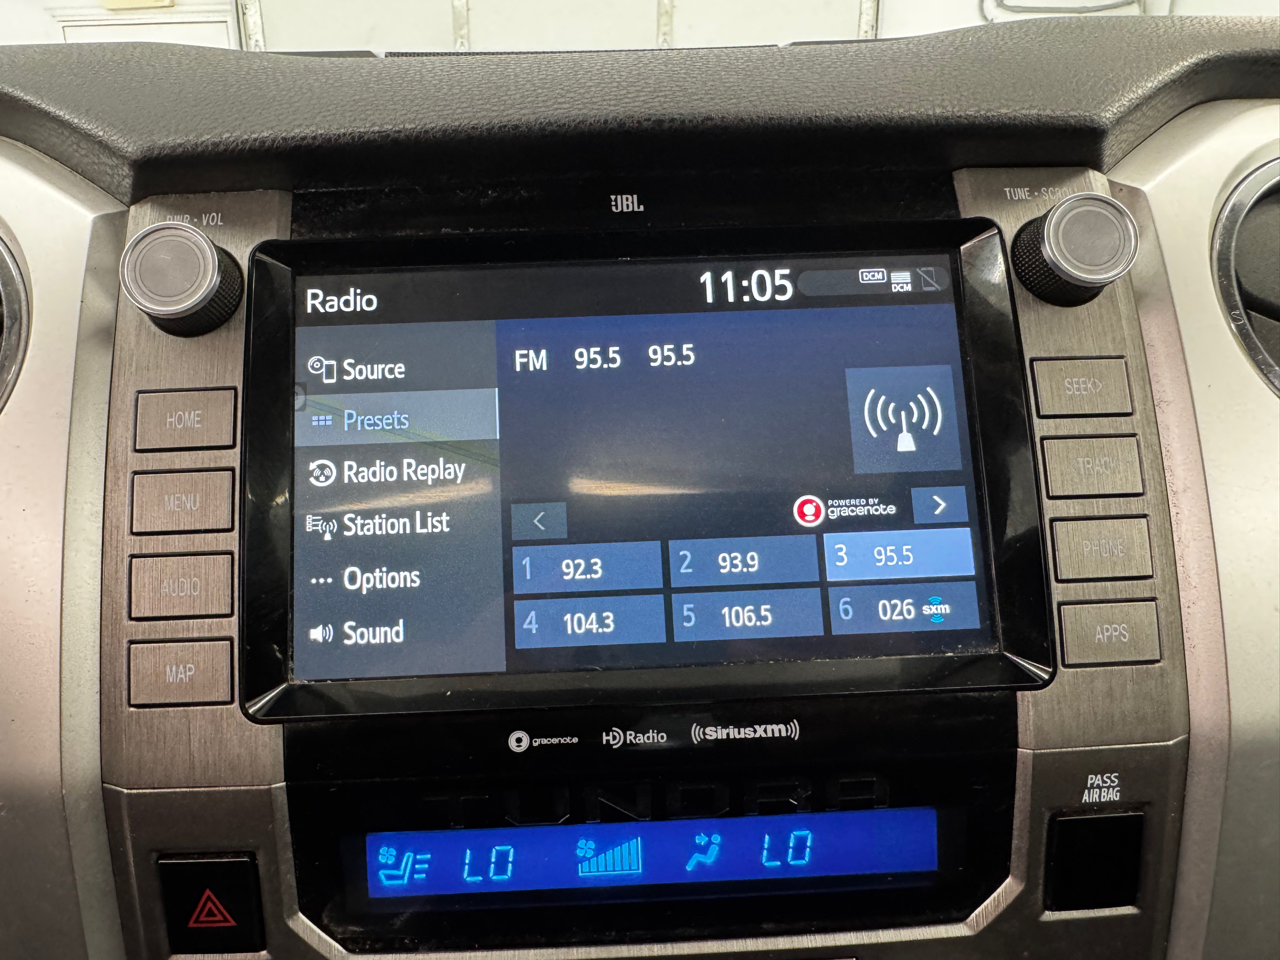 JBL
PWR • VOL
TUNE • SCROLL
Radio
11:05
DCM
DCM
Source
Presets
Radio Replay
Station List
Options
Sound
FM 95.5 95.5
POWERED BY
gracenote
1 92.3
2 93.9
3 95.5
4 104.3
5 106.5
6 026 sxm
HOME
MENU
AUDIO
MAP
SEEK>
TRACK
PHONE
APPS
gracenote
HD Radio
SiriusXM
TUNDRA
LO
LO
PASS
AIR BAG